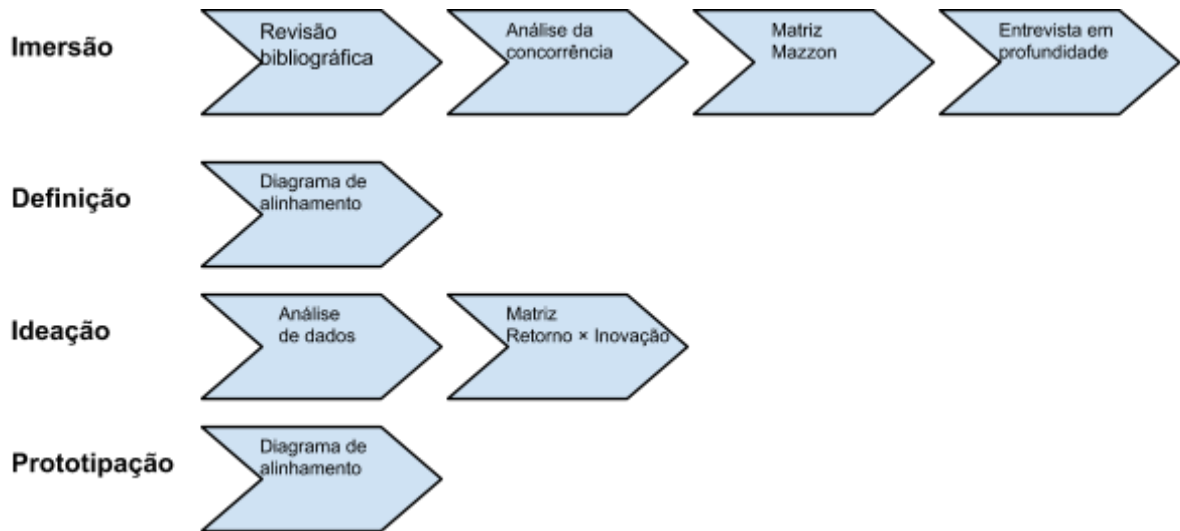 Imersão
Revisão
bibliográfica
Análise da
concorrência
Matriz
Mazzon
Entrevista em
profundidade
Definição
Diagrama de
alinhamento
Ideação
Análise
de dados
Matriz
Retorno × Inovação
Prototipação
Diagrama de
alinhamento